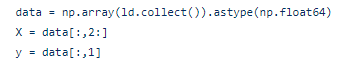 data = np.array(ld.collect()).astype(np.float64)
X = data[:,2:]
y = data[:,1]